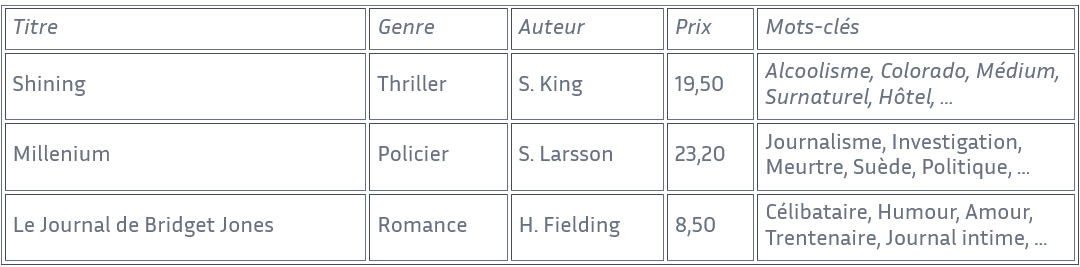 Titre Genre Auteur Prix Mots-clés
Shining Thriller S. King 19,50 Alcoolisme, Colorado, Médium,
Surnaturel, Hôtel, ...
Millenium Policier S. Larsson 23,20 Journalisme, Investigation,
Meurtre, Suède, Politique, ...
Le Journal de Bridget Jones Romance H. Fielding 8,50 Célibataire, Humour, Amour,
Trentenaire, Journal intime, ...